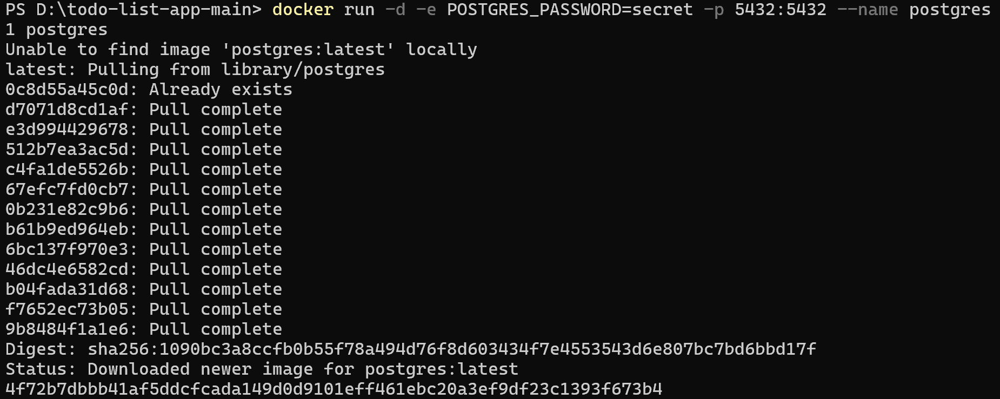 PS D:\todo-list-app-main> docker run -d -e POSTGRES_PASSWORD=secret -p 5432:5432 --name postgres
1 postgres
Unable to find image 'postgres:latest' locally
latest: Pulling from library/postgres
0c8d55a45c0d: Already exists
d7071d8cd1af: Pull complete
e3d994429678: Pull complete
512b7ea3ac5d: Pull complete
c4fa1de5526b: Pull complete
67efc7fd0cb7: Pull complete
0b231e82c9b6: Pull complete
b61b9ed964eb: Pull complete
6bc137f970e3: Pull complete
46dc4e6582cd: Pull complete
b04fada31d68: Pull complete
f7652ec73b05: Pull complete
9b8484f1a1e6: Pull complete
Digest: sha256:1090bc3a8ccfb0b55f78a494d76f8d603434f7e4553543d6e807bc7bd6bbd17f
Status: Downloaded newer image for postgres:latest
4f72b7dbbb41af5ddcfcada149d0d9101eff461ebc20a3ef9df23c1393f673b4